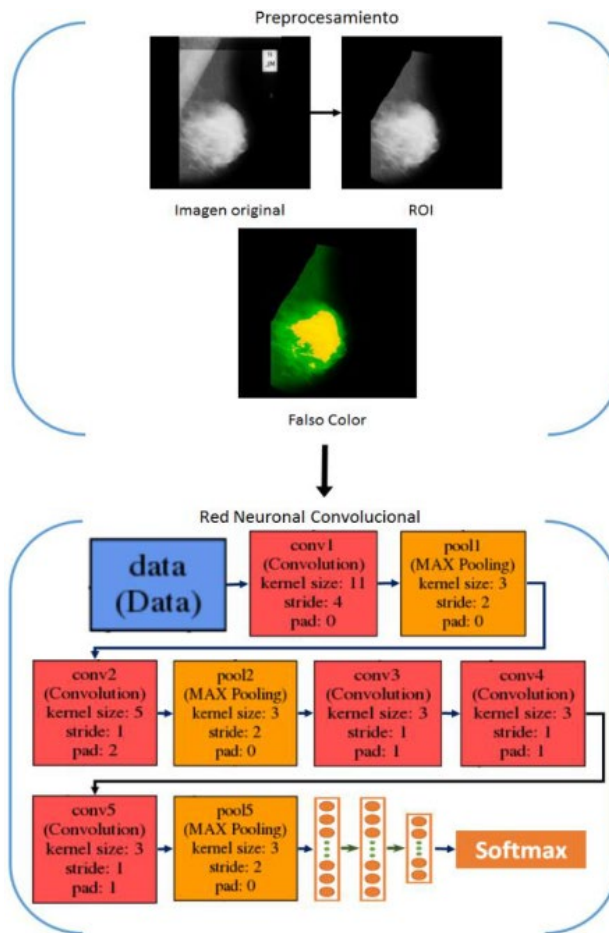 Preprocesamiento
JM
Imagen original
ROI
Falso Color
Red Neuronal Convolucional
data
(Data)
conv1
(Convolution)
kernel size: 11
stride: 4
pad: 0
pool1
(MAX Pooling)
kernel size: 3
stride: 2
pad: 0
conv2
(Convolution)
kernel size: 5
stride: 1
pad: 2
pool2
(MAX Pooling)
kernel size: 3
stride: 2
pad: 0
conv3
(Convolution)
kernel size: 3
stride: 1
pad: 1
conv4
(Convolution)
kernel size: 3
stride: 1
pad: 1
conv5
(Convolution)
kernel size: 3
stride: 1
pad: 1
pool5
(MAX Pooling)
kernel size: 3
stride: 2
pad: 0
Softmax